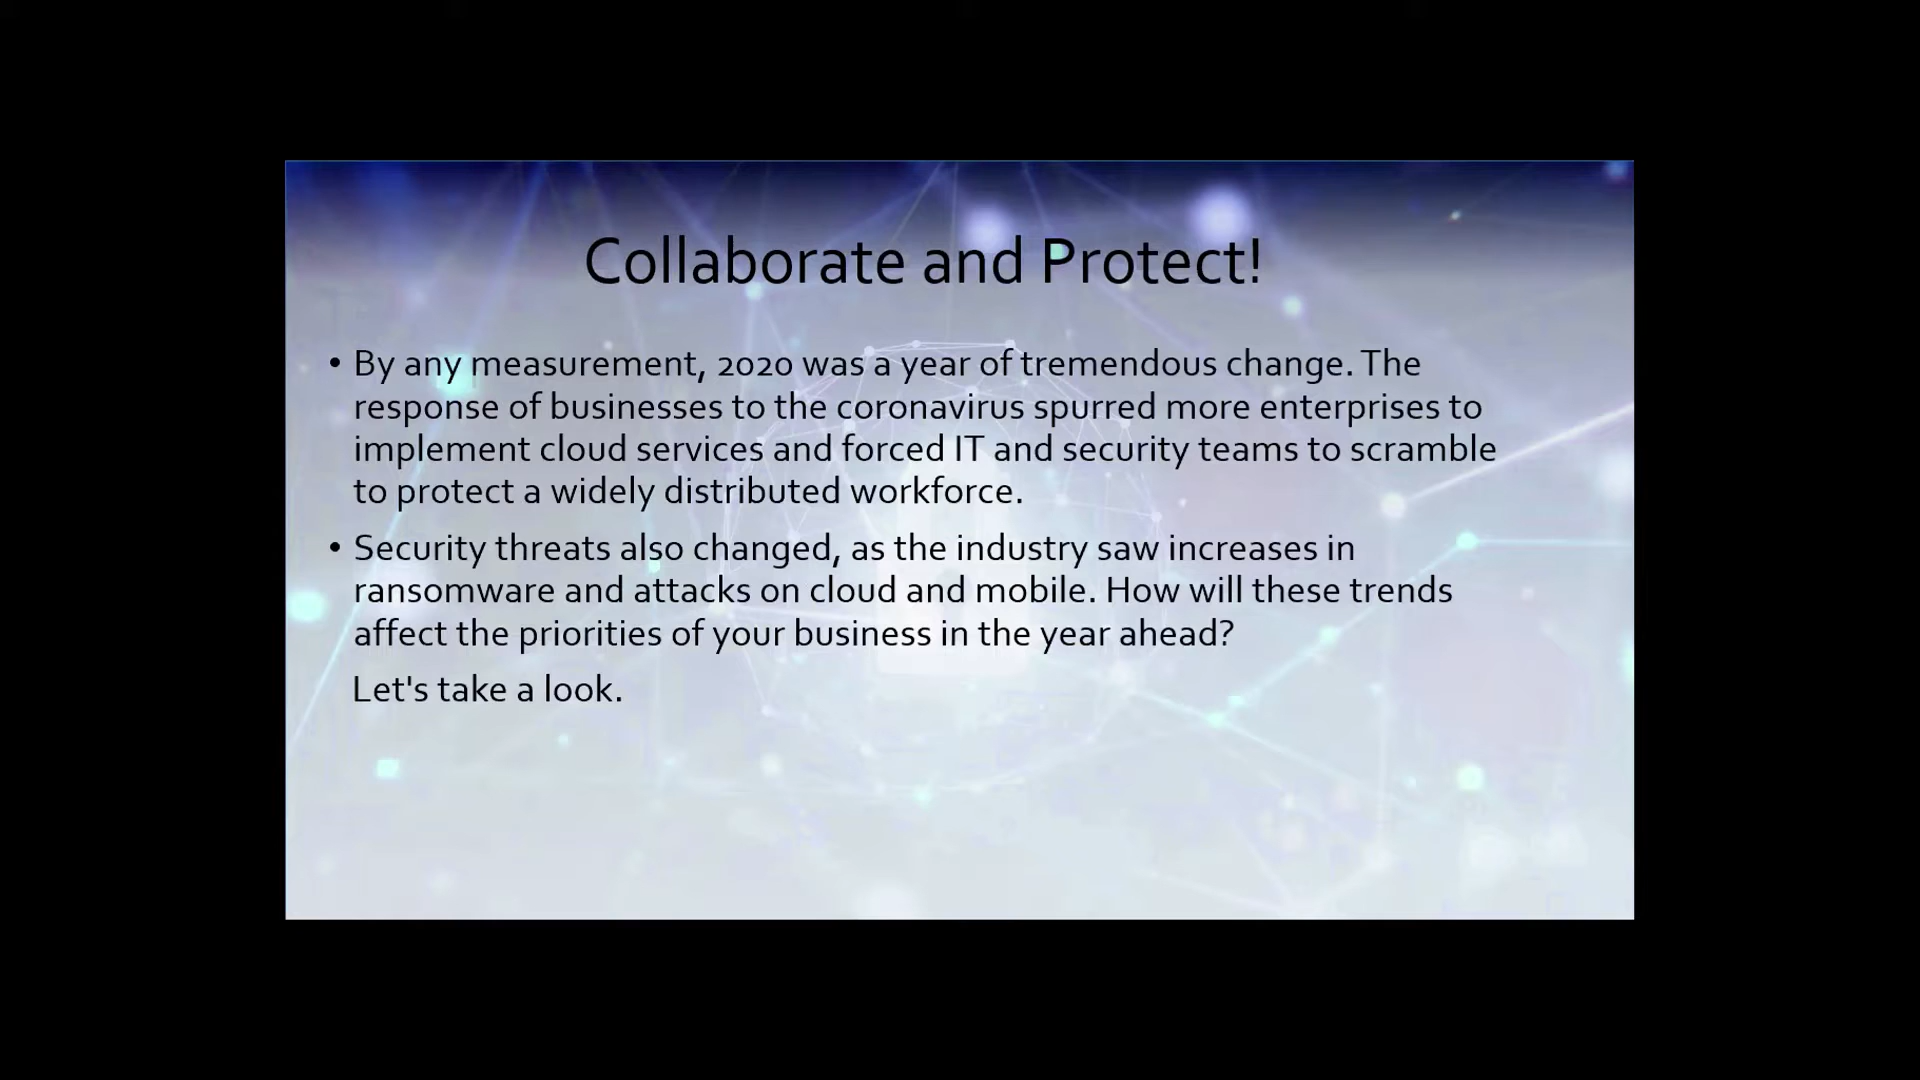 Collaborate and Protect!
• By any measurement, 2020 was a year of tremendous change. The
response of businesses to the coronavirus spurred more enterprises to
implement cloud services and forced IT and security teams to scramble
to protect a widely distributed workforce.
• Security threats also changed, as the industry saw increases in
ransomware and attacks on cloud and mobile. How will these trends
affect the priorities of your business in the year ahead?
Let's take a look.